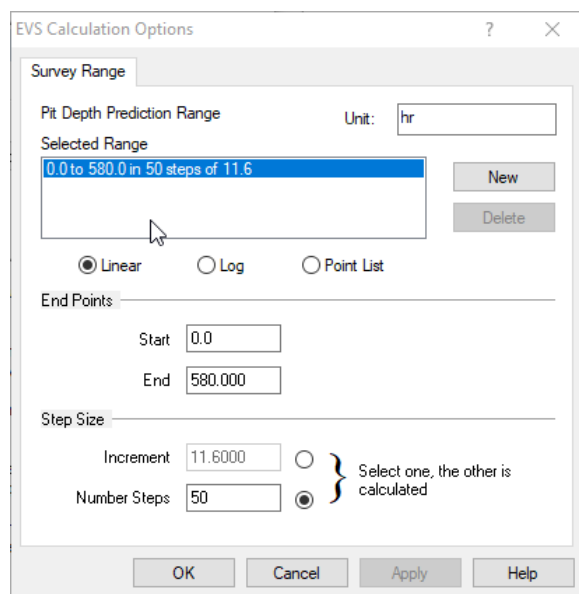 EVS Calculation Options
Survey Range
Pit Depth Prediction Range
Unit: hr
Selected Range
0.0 to 580.0 in 50 steps of 11.6
New
Delete
Linear Log Point List
End Points
Start 0.0
End 580.000
Step Size
Increment 11.6000
Number Steps 50
Select one, the other is
calculated
OK Cancel Apply Help